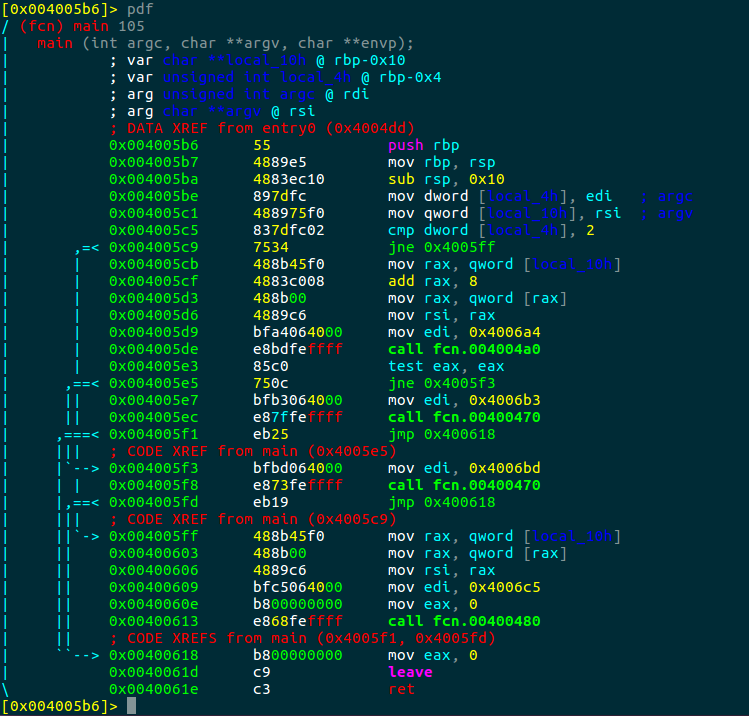 [0x004005b6]> pdf
/ (fcn) main 105
|   main (int argc, char **argv, char **envp);
|           ; var char **local_10h @ rbp-0x10
|           ; var unsigned int local_4h @ rbp-0x4
|           ; arg unsigned int argc @ rdi
|           ; arg char **argv @ rsi
|           ; DATA XREF from entry0 (0x4004dd)
|           0x004005b6      55             push rbp
|           0x004005b7      4889e5         mov rbp, rsp
|           0x004005ba      4883ec10       sub rsp, 0x10
|           0x004005be      897dfc         mov dword [local_4h], edi   ; argc
|           0x004005c1      488975f0       mov qword [local_10h], rsi  ; argv
|           0x004005c5      837dfc02       cmp dword [local_4h], 2
|       ,=< 0x004005c9      7534           jne 0x4005ff
|       |   0x004005cb      488b45f0       mov rax, qword [local_10h]
|       |   0x004005cf      4883c008       add rax, 8
|       |   0x004005d3      488b00         mov rax, qword [rax]
|       |   0x004005d6      4889c6         mov rsi, rax
|       |   0x004005d9      bfa4064000     mov edi, 0x4006a4
|       |   0x004005de      e8bdfeffff     call fcn.004004a0
|       |   0x004005e3      85c0           test eax, eax
|      ,==< 0x004005e5      750c           jne 0x4005f3
|      ||   0x004005e7      bfb3064000     mov edi, 0x4006b3
|      ||   0x004005ec      e87ffeffff     call fcn.00400470
|     ,===< 0x004005f1      eb25           jmp 0x400618
|     |||   ; CODE XREF from main (0x4005e5)
|     |`--> 0x004005f3      bfbd064000     mov edi, 0x4006bd
|     | |   0x004005f8      e873feffff     call fcn.00400470
|     |,==< 0x004005fd      eb19           jmp 0x400618
|     |||   ; CODE XREF from main (0x4005c9)
|     ||`-> 0x004005ff      488b45f0       mov rax, qword [local_10h]
|     ||    0x00400603      488b00         mov rax, qword [rax]
|     ||    0x00400606      4889c6         mov rsi, rax
|     ||    0x00400609      bfc5064000     mov edi, 0x4006c5
|     ||    0x0040060e      b800000000     mov eax, 0
|     ||    0x00400613      e868feffff     call fcn.00400480
|     ||    ; CODE XREFS from main (0x4005f1, 0x4005fd)
|     ``--> 0x00400618      b800000000     mov eax, 0
|           0x0040061d      c9             leave
\           0x0040061e      c3             ret
[0x004005b6]>